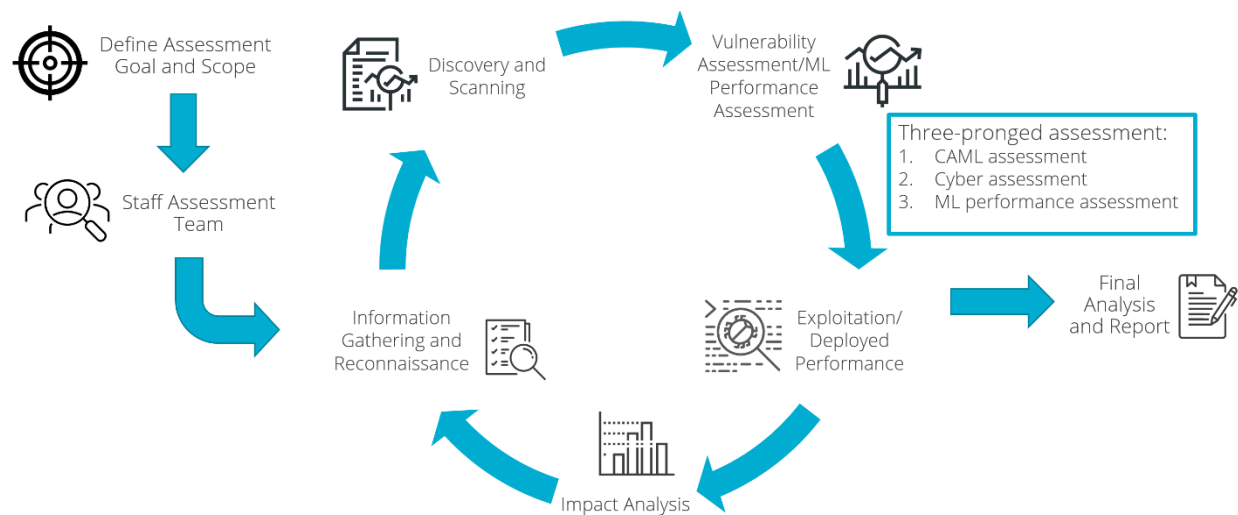 Define Assessment
Goal and Scope
Staff Assessment
Team
Information
Gathering and
Reconnaissance
Discovery and
Scanning
Vulnerability
Assessment/ML
Performance
Assessment
Three-pronged assessment:
1. CAML assessment
2. Cyber assessment
3. ML performance assessment
Exploitation/
Deployed
Performance
Final
Analysis
and Report
Impact Analysis